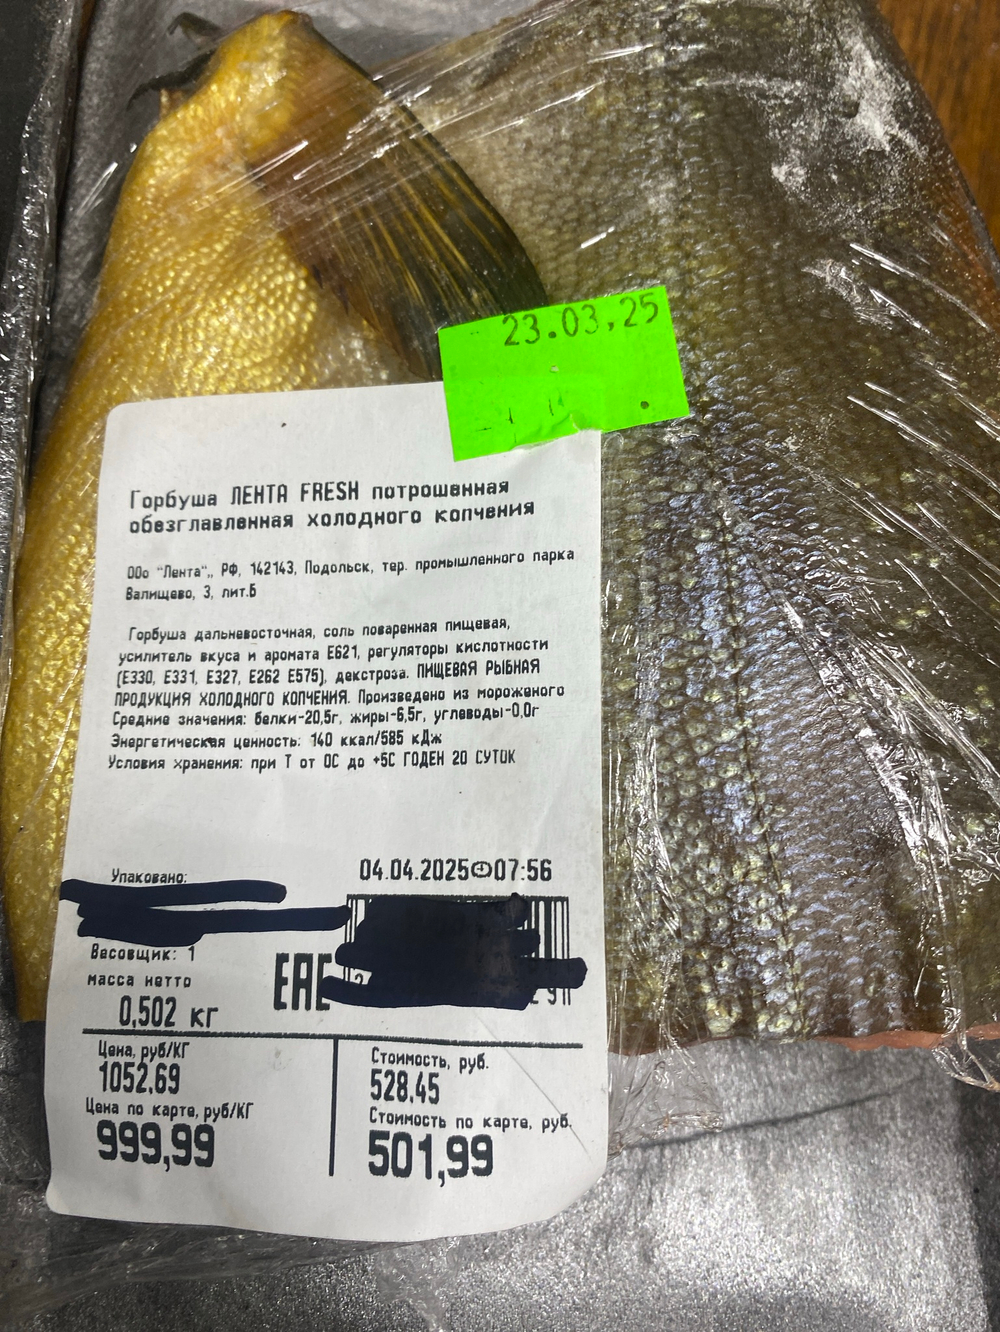 23.03.25
Горбуша ЛЕНТА FRESH потрошенная
обезглавленная холодного копчения
ООо "Лента",, РФ, 142143, Подольск, тер. промышленного парка
Валищево, 3, лит.Б
Горбуша дальневосточная, соль поваренная пищевая,
усилитель вкуса и аромата Е621, регуляторы кислотности
(Е330, Е331, Е327, Е262 Е575), декстроза. ПИЩЕВАЯ РЫБНАЯ
ПРОДУКЦИЯ ХОЛОДНОГО КОПЧЕНИЯ. Произведено из мороженого
Средние значения: белки-20,5г, жиры-6,5г, углеводы-0,0г
Энергетическая ценность: 140 ккал/585 кДж
Условия хранения: при Т от 0С до +5С ГОДЕН 20 СУТОК
Упаковано: 04.04.2025 07:56
Весовщик: 1
масса нетто
0,502 кг
EAC
Цена, руб/КГ
1052.69
Цена по карте, руб/КГ
999,99
Стоимость, руб.
528.45
Стоимость по карте, руб.
501,99